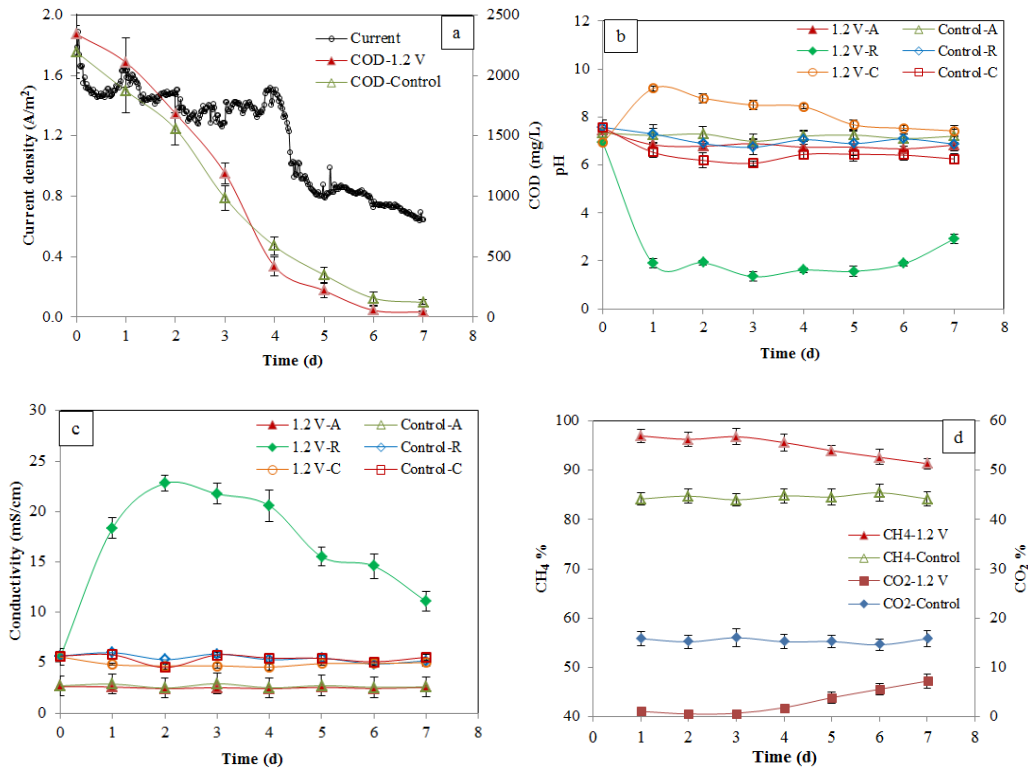 a
Current
COD-1.2 V
COD-Control
2.0
1.6
1.2
0.8
0.4
0.0
2500
2000
1500
1000
500
0
0 1 2 3 4 5 6 7 8
Current density (A/m²)
COD (mg/L)
Time (d)
b
1.2 V-A Control-A
1.2 V-R Control-R
1.2 V-C Control-C
12
10
8
6
4
2
0
0 1 2 3 4 5 6 7 8
pH
Time (d)
c
1.2 V-A Control-A
1.2 V-R Control-R
1.2 V-C Control-C
30
25
20
15
10
5
0
0 1 2 3 4 5 6 7 8
Conductivity (mS/cm)
Time (d)
d
CH4-1.2 V
CH4-Control
CO2-1.2 V
CO2-Control
100
90
80
70
60
50
40
60
50
40
30
20
10
0
0 1 2 3 4 5 6 7 8
CH₄ %
CO₂ %
Time (d)